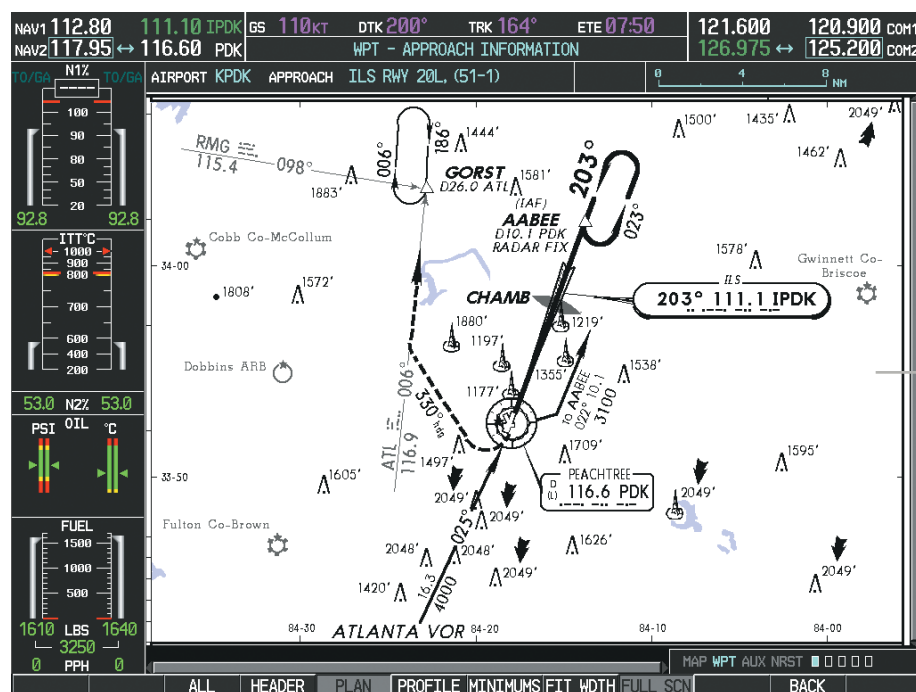 NAV1 112.80 111.10 IPDK GS 110KT DTK 200° TRK 164° ETE 07:50 121.600 120.900 COM1
NAV2 117.95 ↔ 116.60 PDK WPT - APPROACH INFORMATION 126.975 ↔ 125.200 COM2
AIRPORT KPDK APPROACH ILS RWY 20L, (51-1) 0 4 8 NM
TO/GA N1% TO/GA
----
100
90
80
50
20
92.8 92.8
ITT°C
1000
900
800
700
600
400
200
53.0 N2% 53.0
PSI OIL °C
FUEL
1500
1000
500
1610 LBS 1640
3250
0 PPH 0
RMG
115.4
098°
006°
186°
1444'
1500'
1435'
2049'
1462'
GORST
D26.0 ATL
1883'
1581'
(IAF)
AABEE
D10.1 PDK
RADAR FIX
203°
023°
Cobb Co-McCollum
34-00
1808'
1572'
1578'
Gwinnett Co-
Briscoe
CHAMB
ILS
203° 111.1 IPDK
1880'
1219'
1197'
1355'
1177'
1538'
Dobbins ARB
006°
ATL
116.9
330° hdg
to AABEE
022° 10.1
3100
1497'
1709'
1595'
33-50
1605'
PEACHTREE
D
(L)
116.6 PDK
2049'
2049'
2049'
Fulton Co-Brown
025°
2048'
2048'
1626'
2049'
2049'
1420'
16.3
4000
ATLANTA VOR
84-30 84-20 84-10 84-00
MAP WPT AUX NRST
ALL HEADER PLAN PROFILE MINIMUMS FIT WDTH FULL SCN BACK